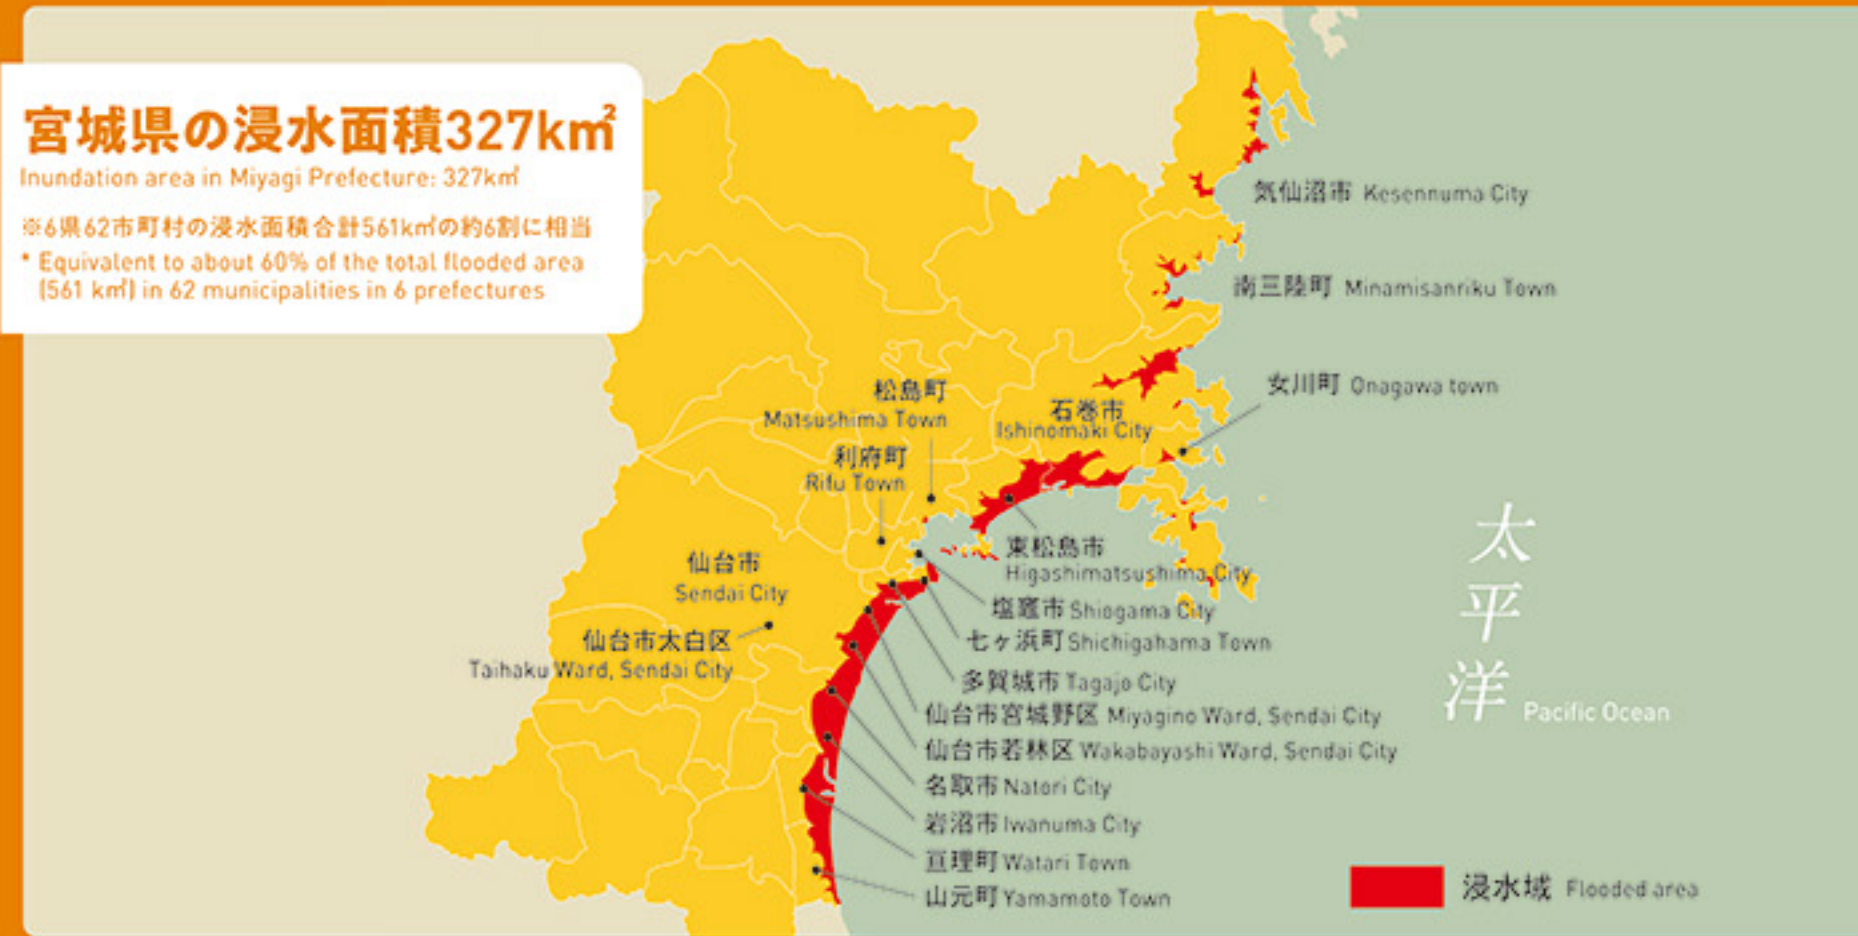 宮城県の浸水面積327k㎡
Inundation area in Miyagi Prefecture: 327k㎡
※6県62市町村の浸水面積合計561k㎡の約6割に相当
* Equivalent to about 60% of the total flooded area
(561 k㎡) in 62 municipalities in 6 prefectures
気仙沼市 Kesennuma City
南三陸町 Minamisanriku Town
女川町 Onagawa town
松島町
Matsushima Town
石巻市
Ishinomaki City
利府町
Rifu Town
仙台市
Sendai City
仙台市太白区
Taihaku Ward, Sendai City
東松島市
Higashimatsushima City
塩竈市 Shiogama City
七ヶ浜町 Shichigahama Town
多賀城市 Tagajo City
仙台市宮城野区 Miyagino Ward, Sendai City
仙台市若林区 Wakabayashi Ward, Sendai City
名取市 Natori City
岩沼市 Iwanuma City
亘理町 Watari Town
山元町 Yamamoto Town
太平洋 Pacific Ocean
浸水域 Flooded area